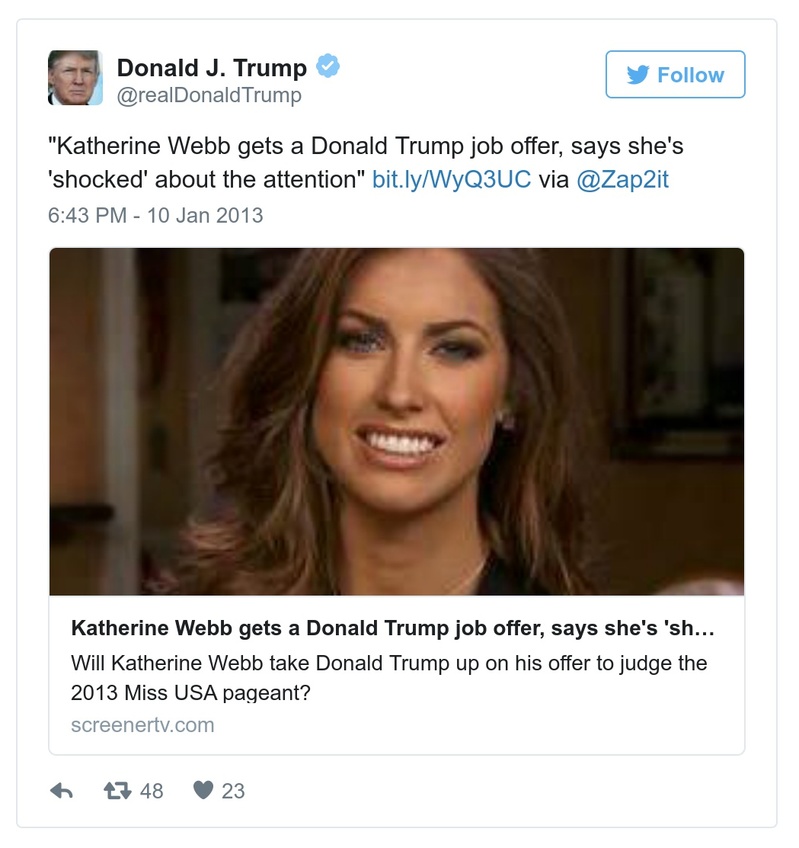 Donald J. Trump
@realDonaldTrump
Follow
"Katherine Webb gets a Donald Trump job offer, says she's
'shocked' about the attention" bit.ly/WyQ3UC via @Zap2it
6:43 PM - 10 Jan 2013
Katherine Webb gets a Donald Trump job offer, says she's 'sh...
Will Katherine Webb take Donald Trump up on his offer to judge the
2013 Miss USA pageant?
screenertv.com
48
23